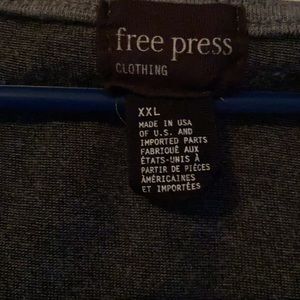 free press
CLOTHING
XXL
MADE IN USA
OF U.S. AND
IMPORTED PARTS
FABRIQUÉ AUX
ÉTATS-UNIS À
PARTIR DE PIÈCES
AMÉRICAINES
ET IMPORTÉES